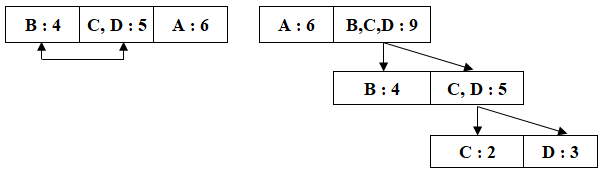 B : 4 C, D : 5 A : 6
A : 6 B,C,D : 9
B : 4 C, D : 5
C : 2 D : 3